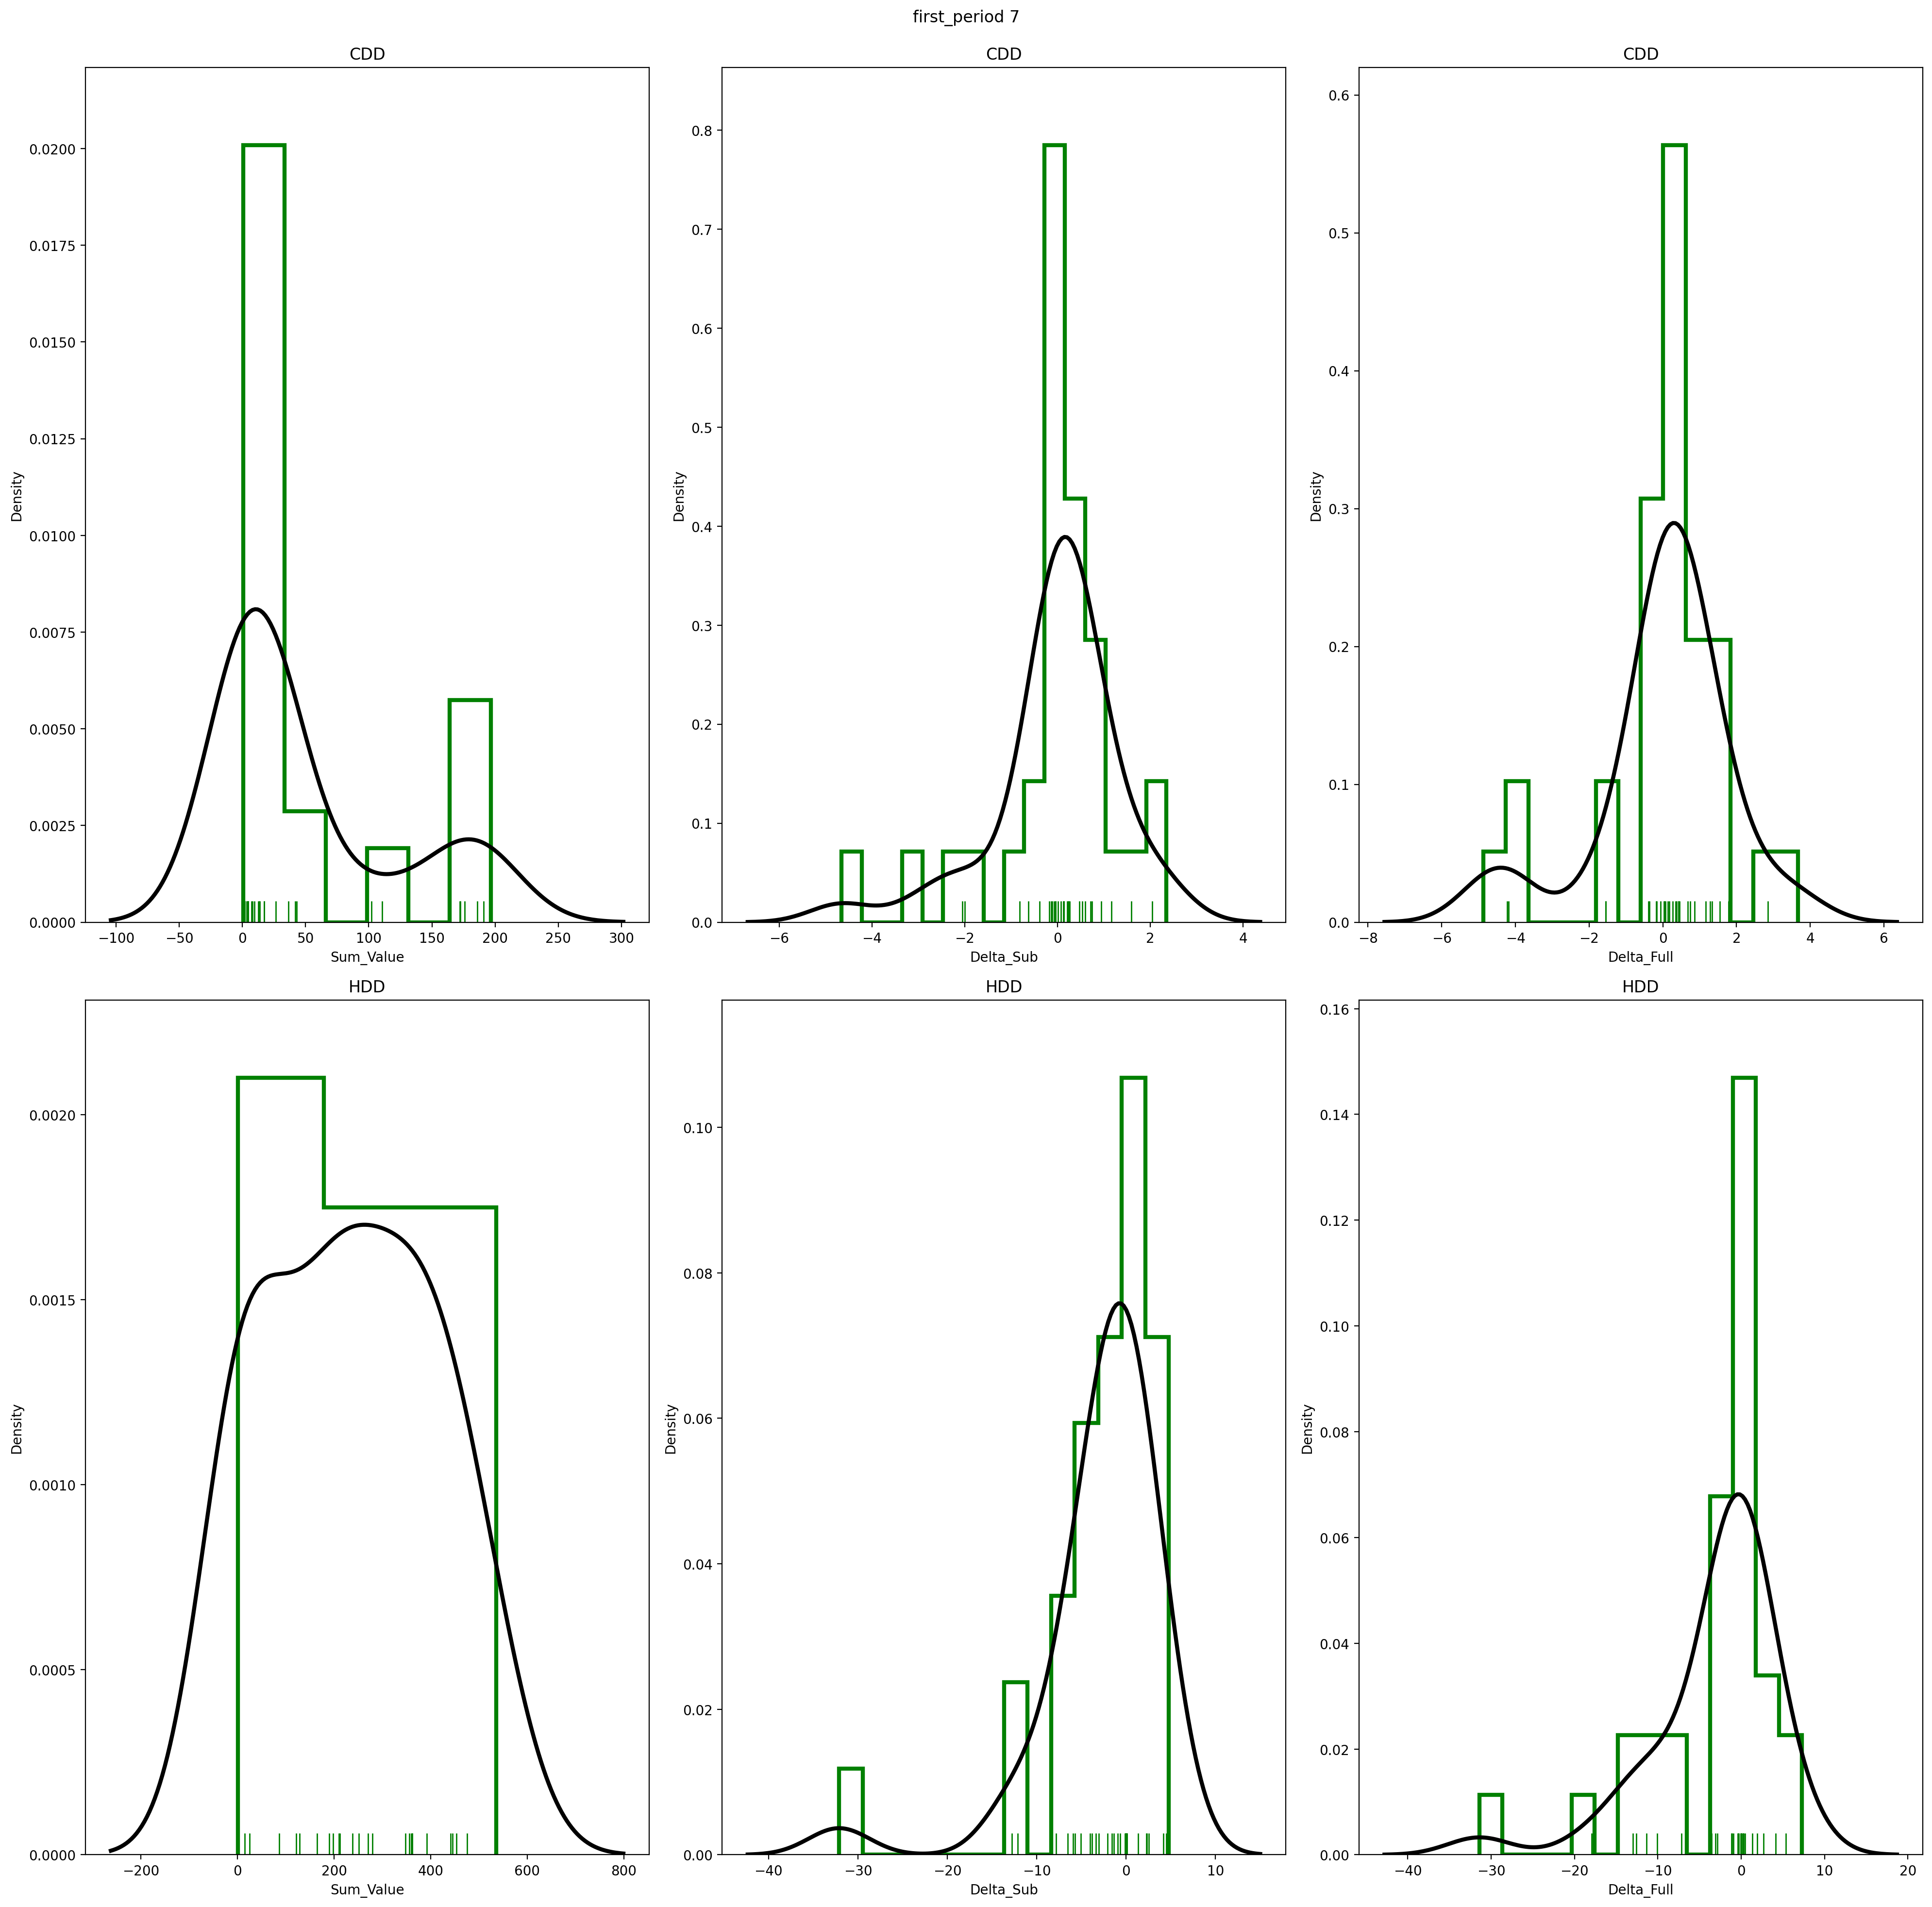 first_period 7
CDD
CDD
CDD
0.0200
0.0175
0.0150
0.0125
0.0100
0.0075
0.0050
0.0025
0.0000
Density
−100 −50 0 50 100 150 200 250 300
Sum_Value
0.8
0.7
0.6
0.5
0.4
0.3
0.2
0.1
0.0
Density
−6 −4 −2 0 2 4
Delta_Sub
0.6
0.5
0.4
0.3
0.2
0.1
0.0
Density
−8 −6 −4 −2 0 2 4 6
Delta_Full
HDD
HDD
HDD
0.0020
0.0015
0.0010
0.0005
0.0000
Density
−200 0 200 400 600 800
Sum_Value
0.10
0.08
0.06
0.04
0.02
0.00
Density
−40 −30 −20 −10 0 10
Delta_Sub
0.16
0.14
0.12
0.10
0.08
0.06
0.04
0.02
0.00
Density
−40 −30 −20 −10 0 10 20
Delta_Full